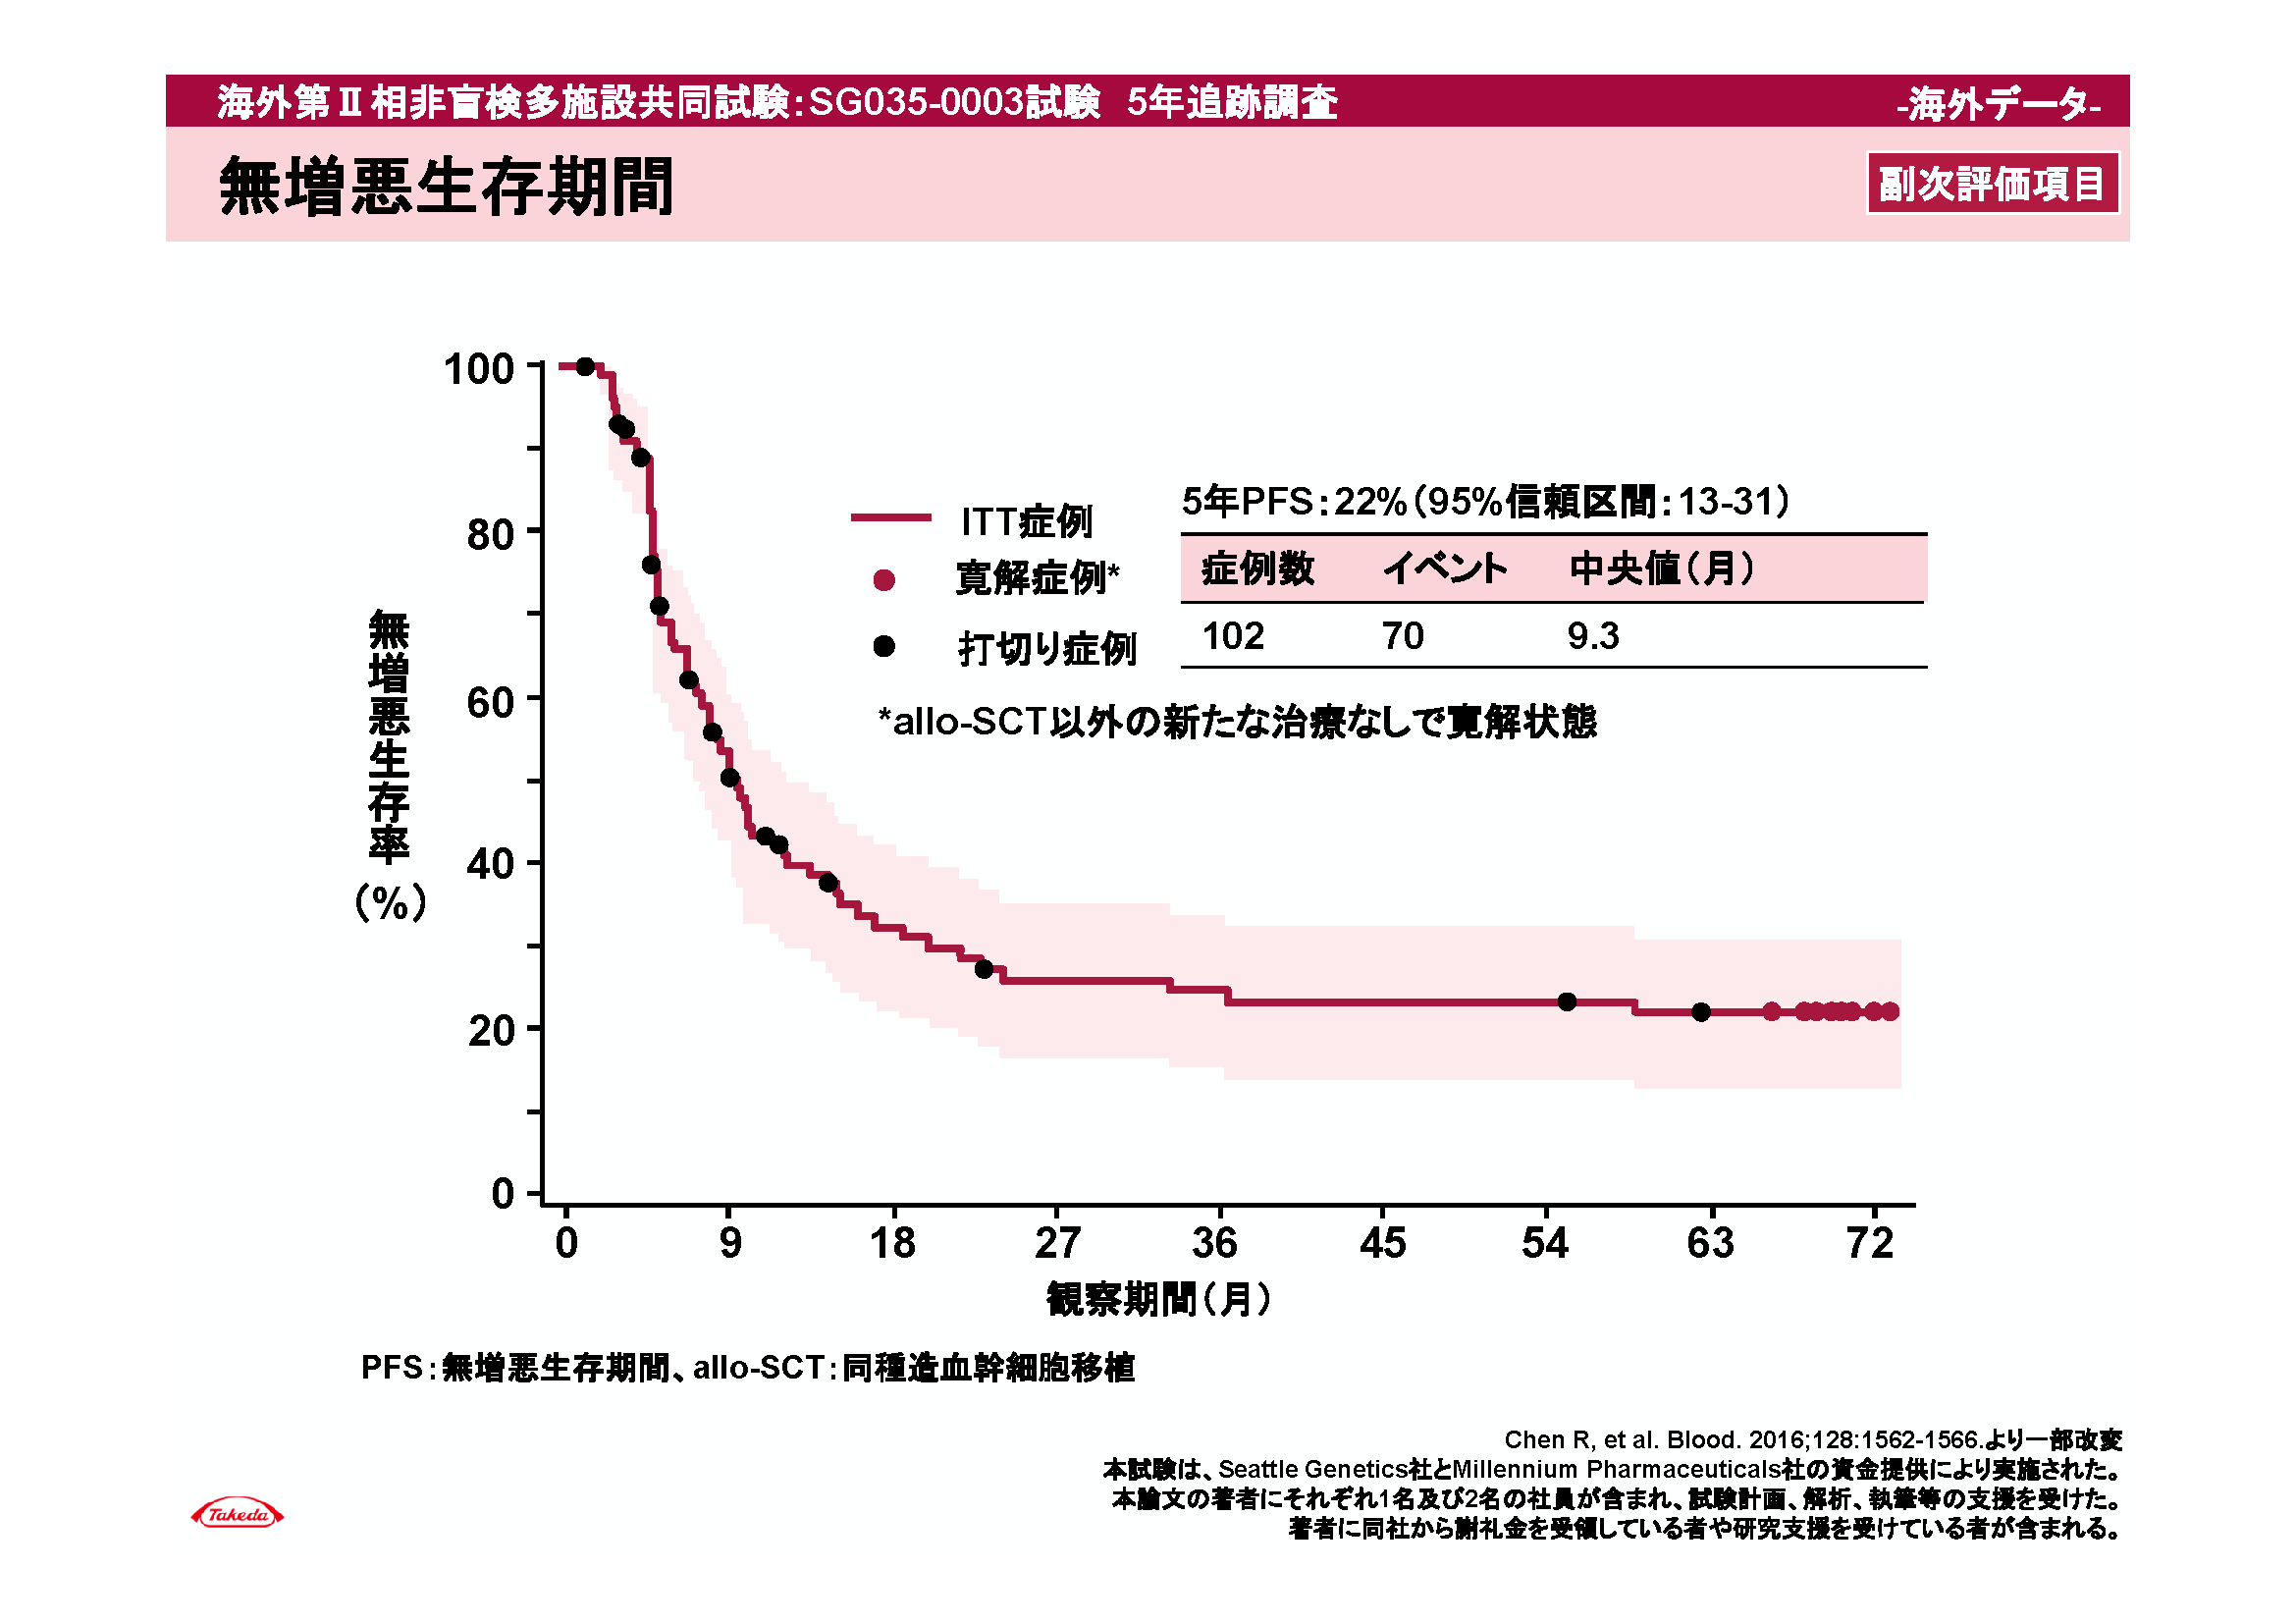 海外第Ⅱ相非盲検多施設共同試験：SG035-0003試験　5年追跡調査
-海外データ-
無増悪生存期間
副次評価項目
無増悪生存率（%）
100
80
60
40
20
0
ITT症例
寛解症例*
打切り症例
5年PFS：22%（95%信頼区間：13-31）
症例数 イベント 中央値（月）
102 70 9.3
*allo-SCT以外の新たな治療なしで寛解状態
0 9 18 27 36 45 54 63 72
観察期間（月）
PFS：無増悪生存期間、allo-SCT：同種造血幹細胞移植
Chen R, et al. Blood. 2016;128:1562-1566.より一部改変
本試験は、Seattle Genetics社とMillennium Pharmaceuticals社の資金提供により実施された。
本論文の著者にそれぞれ1名及び2名の社員が含まれ、試験計画、解析、執筆等の支援を受けた。
著者に同社から謝礼金を受領している者や研究支援を受けている者が含まれる。
Takeda